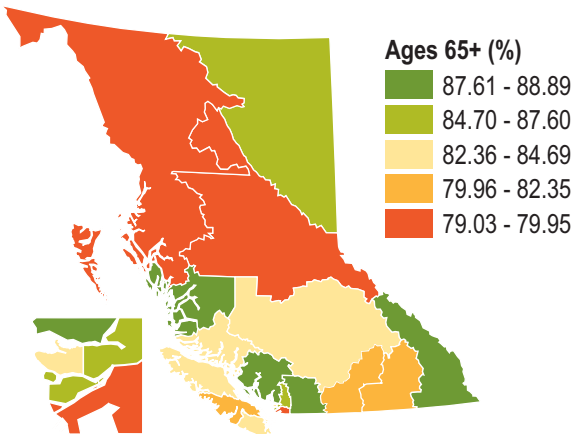 Ages 65+ (%)
87.61 - 88.89
84.70 - 87.60
82.36 - 84.69
79.96 - 82.35
79.03 - 79.95